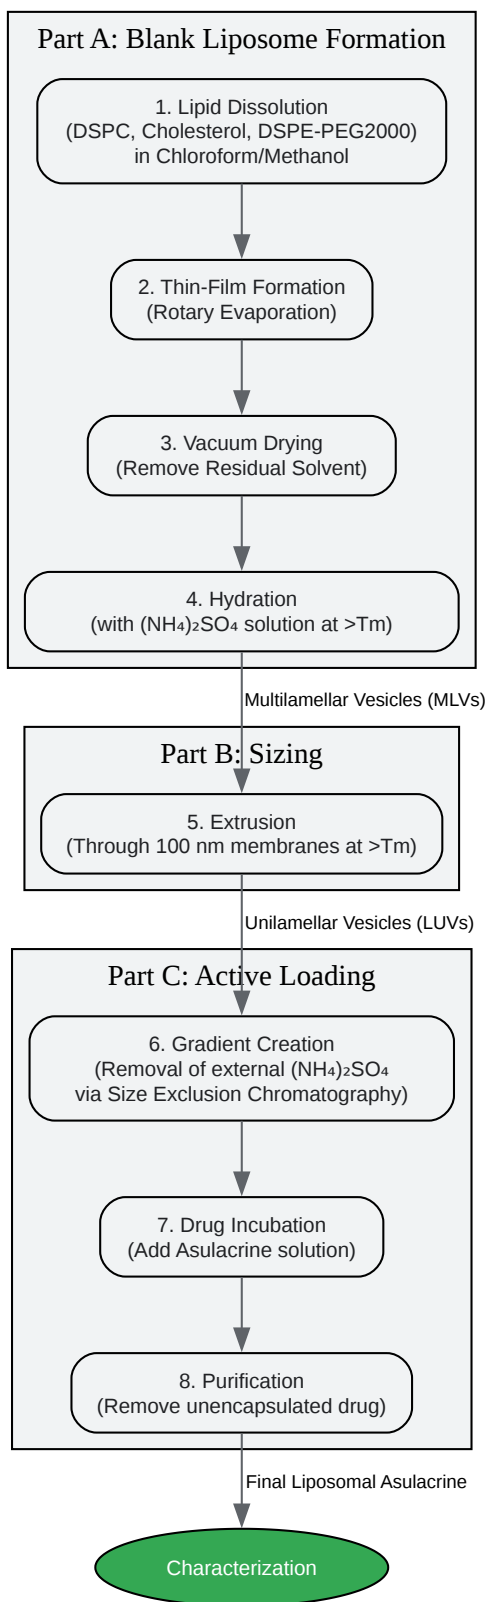 Part A: Blank Liposome Formation
1. Lipid Dissolution
(DSPC, Cholesterol, DSPE-PEG2000)
in Chloroform/Methanol
2. Thin-Film Formation
(Rotary Evaporation)
3. Vacuum Drying
(Remove Residual Solvent)
4. Hydration
(with (NH₄)₂SO₄ solution at >Tm)
Multilamellar Vesicles (MLVs)
Part B: Sizing
5. Extrusion
(Through 100 nm membranes at >Tm)
Unilamellar Vesicles (LUVs)
Part C: Active Loading
6. Gradient Creation
(Removal of external (NH₄)₂SO₄
via Size Exclusion Chromatography)
7. Drug Incubation
(Add Asulacrine solution)
8. Purification
(Remove unencapsulated drug)
Final Liposomal Asulacrine
Characterization